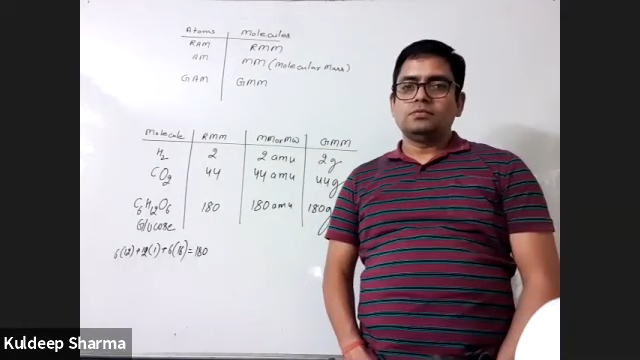 Atoms Molecules
RAM RMM
AM MM (Molecular Mass)
GAM GMM
Molecule RMM MM or MW GMM
H2 2 2 amu 2g
CO2 44 44 amu 44g
C6H12O6 180 180 amu 180g
Glucose
6(12)+12(1)+6(16)=180
Kuldeep Sharma